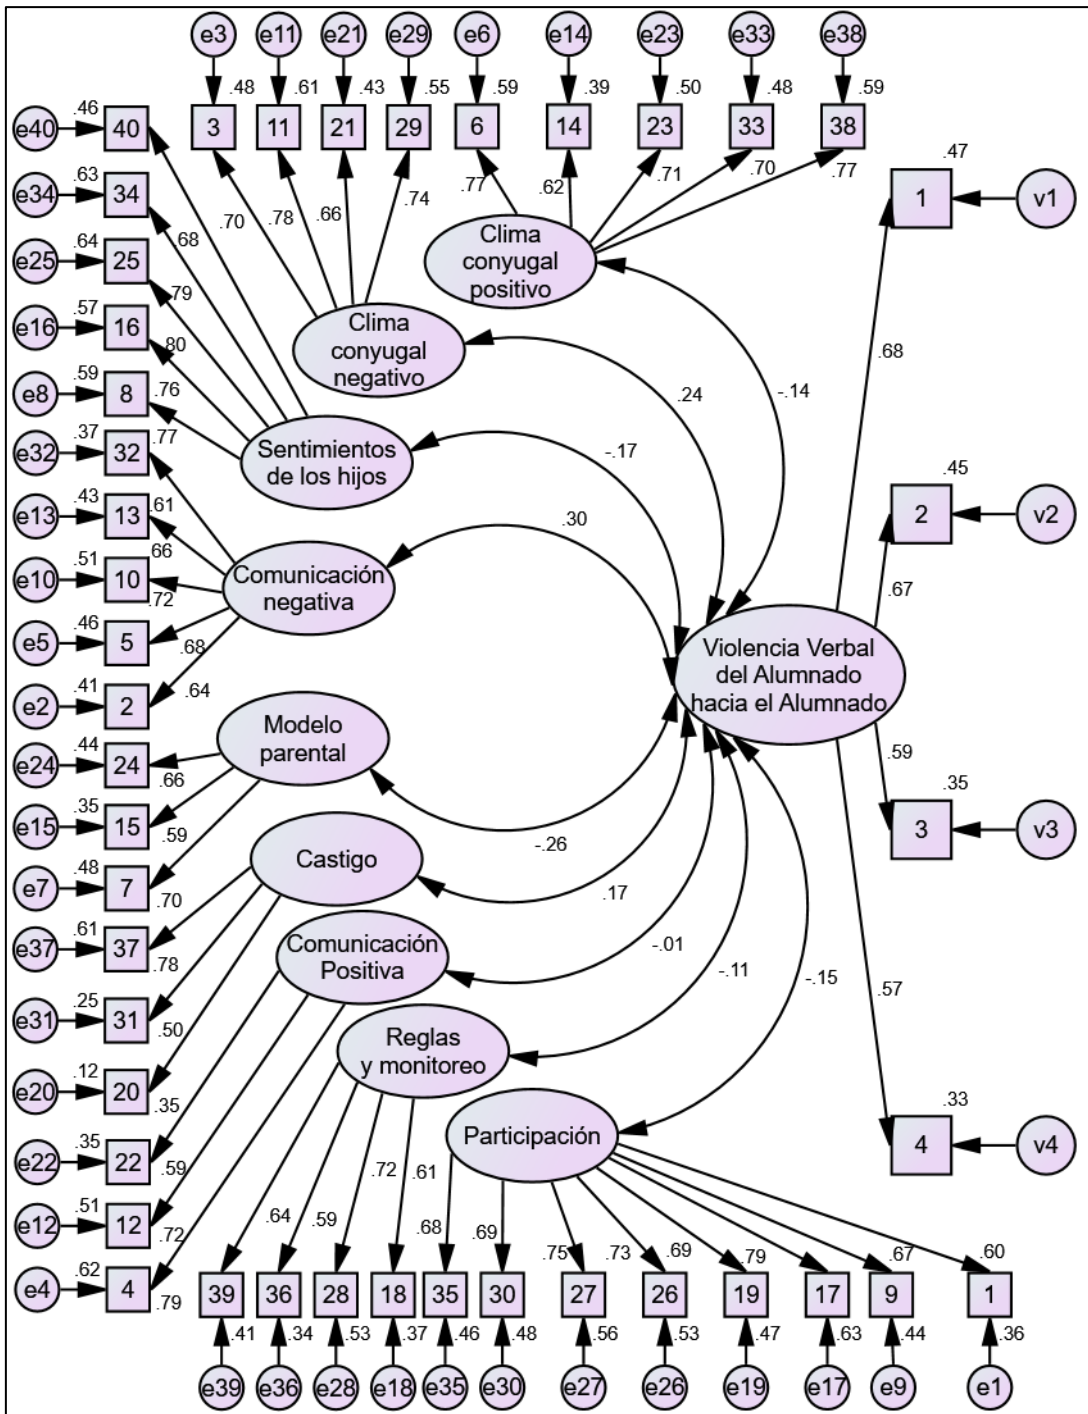 e3 e11 e21 e29 e6 e14 e23 e33 e38
.48 .61 .43 .55 .59 .39 .50 .48 .59
3 11 21 29 6 14 23 33 38
e40 .46 40
e34 .63 34
e25 .64 25
e16 .57 16
e8 .59 8
e32 .37 32
e13 .43 13
e10 .51 10
e5 .46 5
e2 .41 2
e24 .44 24
e15 .35 15
e7 .48 7
e37 .61 37
e31 .25 31
e20 .12 20
e22 .35 22
e12 .51 12
e4 .62 4
.70 .78 .66 .74
.77 .62 .71 .70 .77
.68
.79
.80
.76
.77
.61
.66
.72
.68
.64
.66
.59
.70
.78
.50
.35
.59
.72
.79
Clima
conyugal
positivo
Clima
conyugal
negativo
Sentimientos
de los hijos
Comunicación
negativa
Modelo
parental
Castigo
Comunicación
Positiva
Reglas
y monitoreo
Participación
-.14
.24
-.17
.30
-.26
.17
-.01
-.11
-.15
Violencia Verbal
del Alumnado
hacia el Alumnado
.68
.67
.59
.57
.47
1 v1
.45
2 v2
.35
3 v3
.33
4 v4
.64 .59 .72 .61 .68 .69 .75 .73 .69 .79 .67 .60
39 36 28 18 35 30 27 26 19 17 9 1
.41 .34 .53 .37 .46 .48 .56 .53 .47 .63 .44 .36
e39 e36 e28 e18 e35 e30 e27 e26 e19 e17 e9 e1